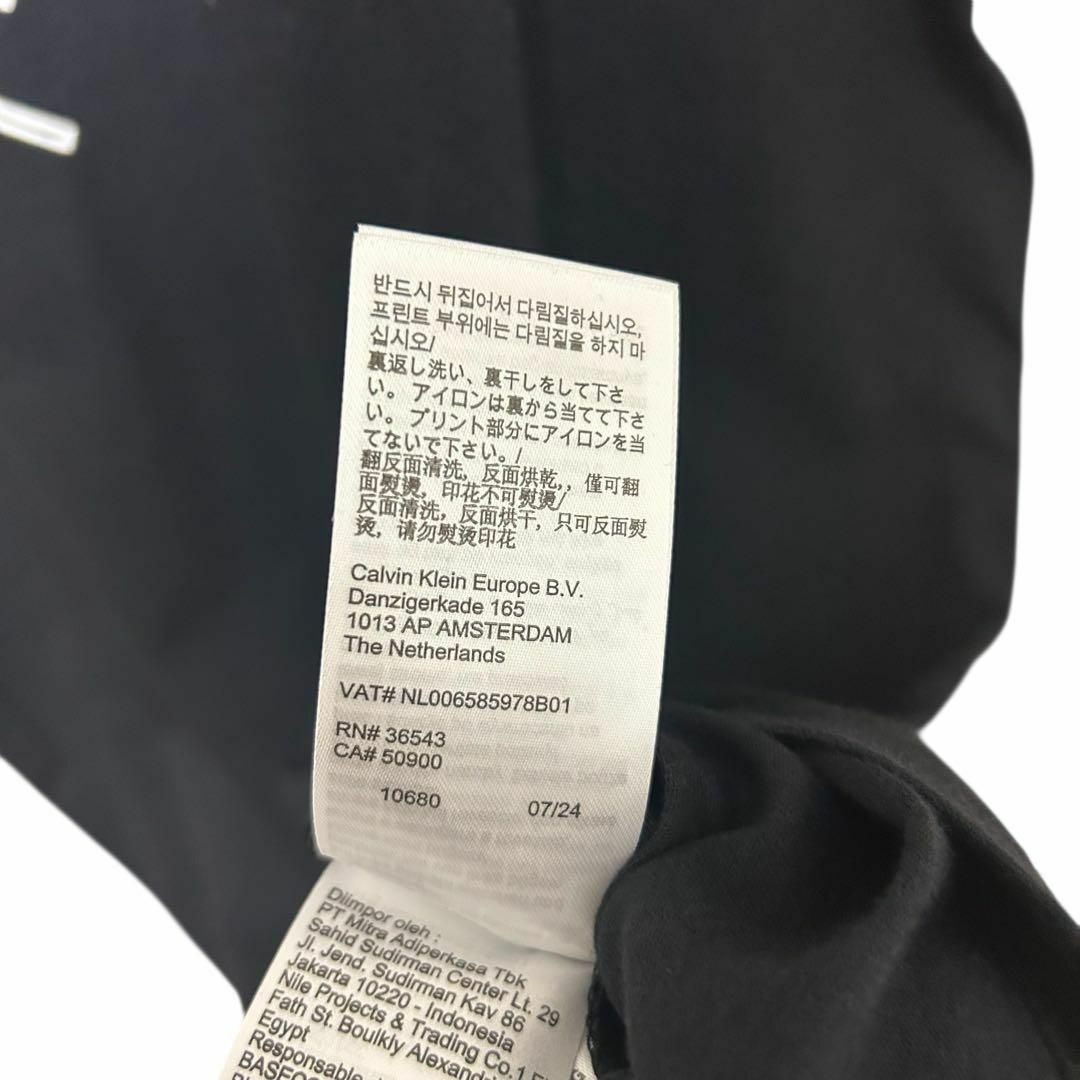 반드시 뒤집어서 다림질하십시오,
프린트 부위에는 다림질을 하지 마
십시오/
裏返し洗い、裏干しをして下さ
い。 アイロンは裏から当てて下さ
い。 プリント部分にアイロンを当
てないで下さい。/
翻反面清洗, 反面烘乾,, 僅可翻
面熨燙, 印花不可熨燙/
反面清洗, 反面烘干, 只可反面熨
烫, 请勿熨烫印花
Calvin Klein Europe B.V.
Danzigerkade 165
1013 AP AMSTERDAM
The Netherlands
VAT# NL006585978B01
RN# 36543
CA# 50900
10680 07/24
Diimpor oleh :
PT Mitra Adiperkasa Tbk
Sahid Sudirman Center Lt. 29
Jl. Jend. Sudirman Kav 86
Jakarta 10220 - Indonesia
Nile Projects & Trading Co.1
Fath St. Boulkly
Egypt
Responsable